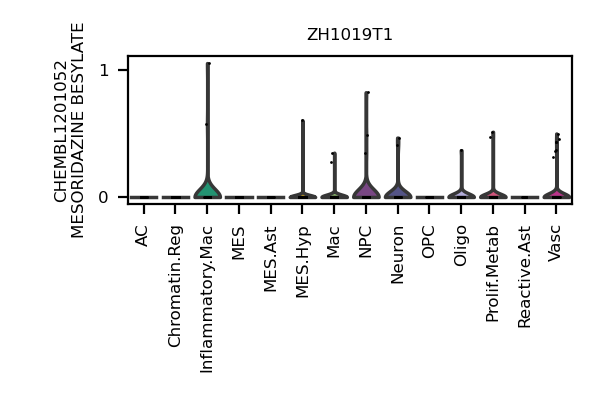 ZH1019T1
CHEMBL1201052
MESORIDAZINE BESYLATE
1
0
AC
Chromatin.Reg
Inflammatory.Mac
MES
MES.Ast
MES.Hyp
Mac
NPC
Neuron
OPC
Oligo
Prolif.Metab
Reactive.Ast
Vasc